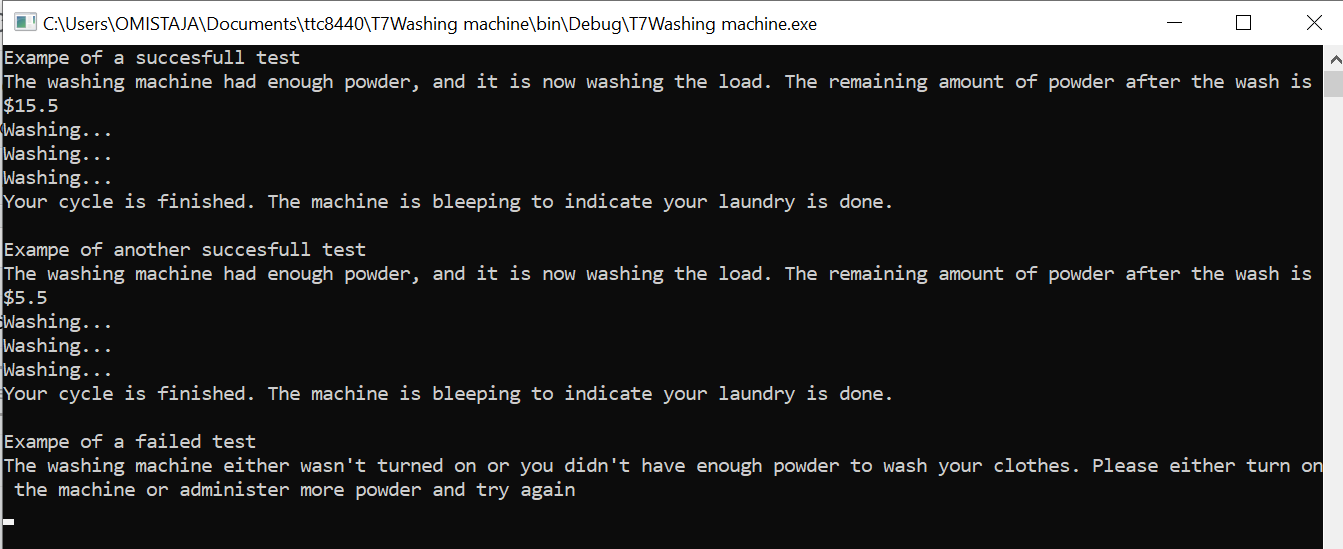 C:\Users\OMISTAJA\Documents\ttc8440\T7Washing machine\bin\Debug\T7Washing machine.exe
Exampe of a succesfull test
The washing machine had enough powder, and it is now washing the load. The remaining amount of powder after the wash is
$15.5
Washing...
Washing...
Washing...
Your cycle is finished. The machine is bleeping to indicate your laundry is done.
Exampe of another succesfull test
The washing machine had enough powder, and it is now washing the load. The remaining amount of powder after the wash is
$5.5
Washing...
Washing...
Washing...
Your cycle is finished. The machine is bleeping to indicate your laundry is done.
Exampe of a failed test
The washing machine either wasn't turned on or you didn't have enough powder to wash your clothes. Please either turn on
the machine or administer more powder and try again